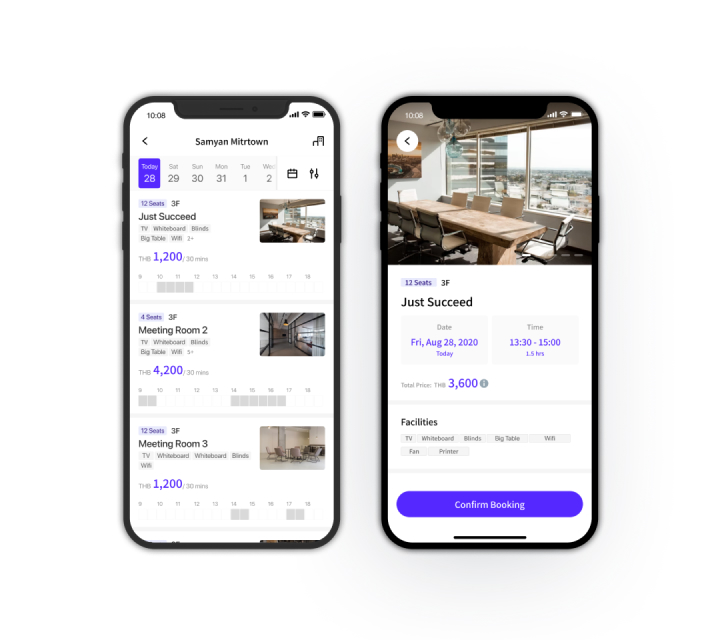 10:08
Samyan Mitrtown
Today Sat Sun Mon Tue Wed
28 29 30 31 1 2
12 Seats 3F
Just Succeed
TV Whiteboard Blinds
Big Table Wifi 2+
THB 1,200/ 30 mins
9 10 11 12 13 14 15 16 17 18
4 Seats 3F
Meeting Room 2
TV Whiteboard Blinds
Big Table Wifi 5+
THB 4,200/ 30 mins
9 10 11 12 13 14 15 16 17 18
12 Seats 3F
Meeting Room 3
TV Whiteboard Whiteboard Blinds
Wifi
THB 1,200/ 30 mins
9 10 11 12 13 14 15 16 17 18
10:08
12 Seats 3F
Just Succeed
Date Time
Fri, Aug 28, 2020 13:30 - 15:00
Today 1.5 hrs
Total Price: THB 3,600
Facilities
TV Whiteboard Blinds Big Table Wifi
Fan Printer
Confirm Booking